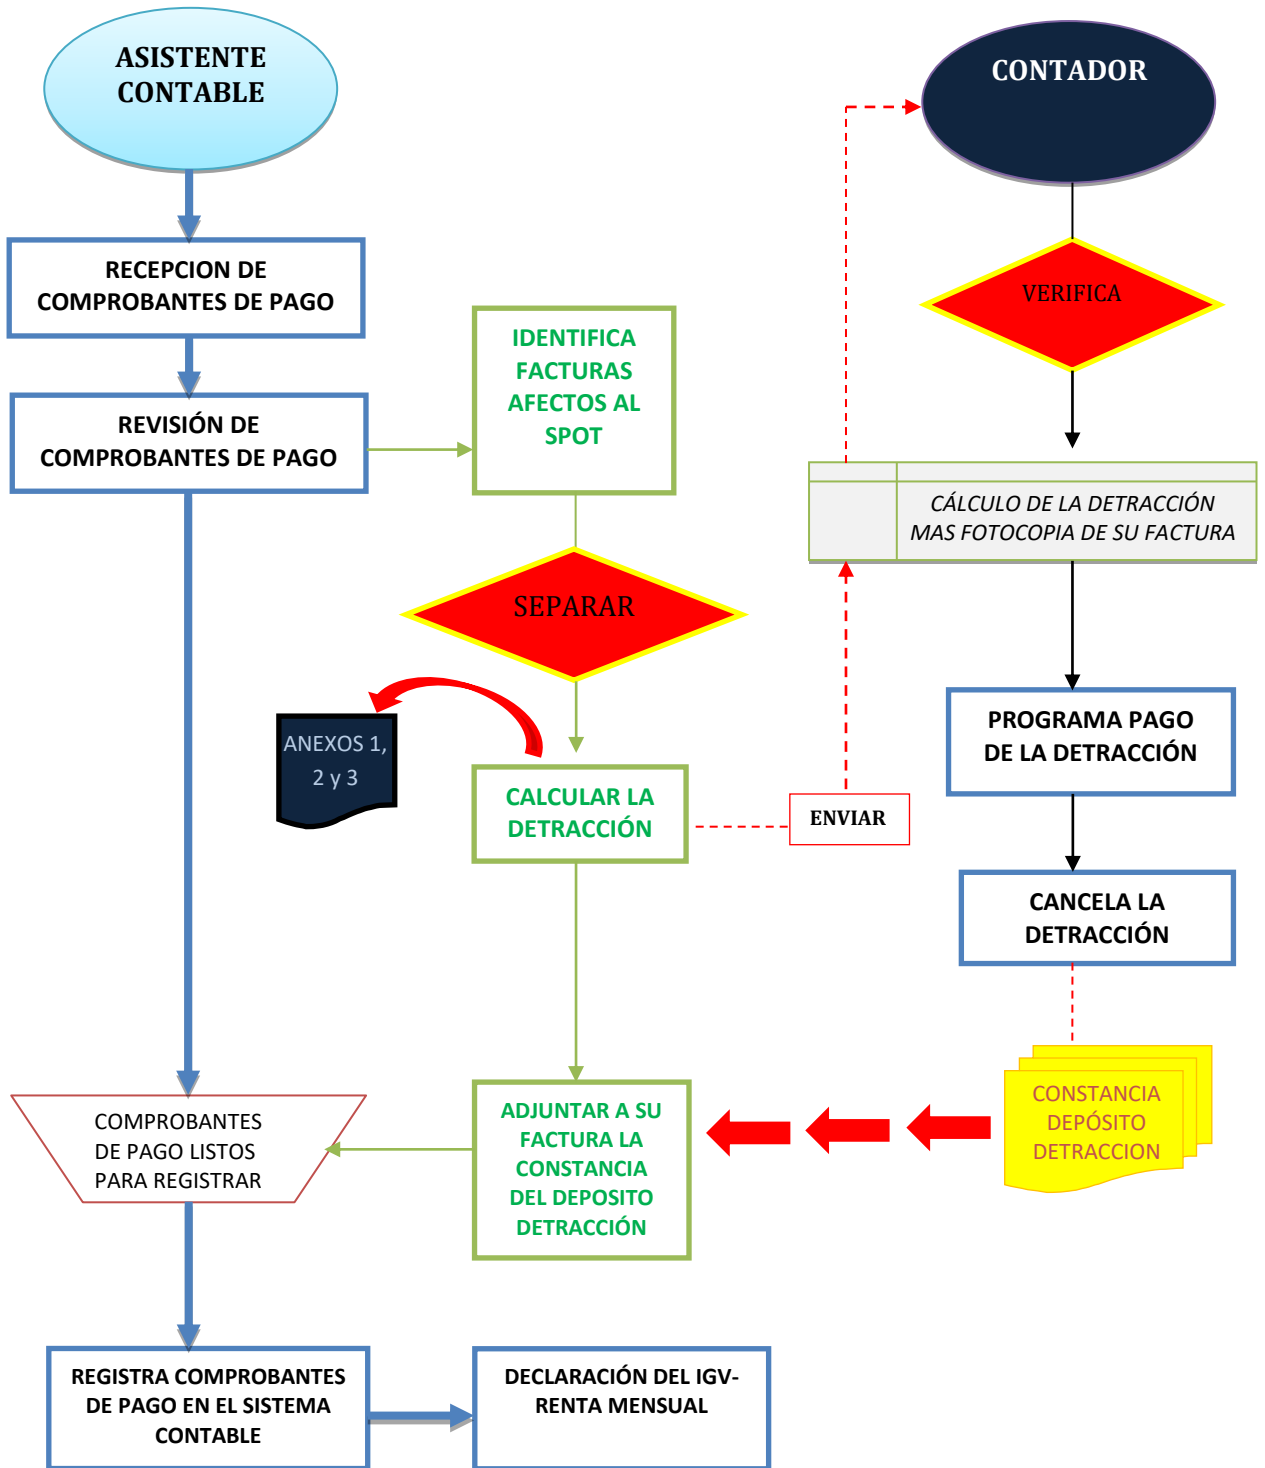 ASISTENTE
CONTABLE
CONTADOR
RECEPCION DE
COMPROBANTES DE PAGO
VERIFICA
IDENTIFICA
FACTURAS
AFECTOS AL
SPOT
REVISIÓN DE
COMPROBANTES DE PAGO
CÁLCULO DE LA DETRACCIÓN
MAS FOTOCOPIA DE SU FACTURA
SEPARAR
ANEXOS 1,
2 y 3
PROGRAMA PAGO
DE LA DETRACCIÓN
CALCULAR LA
DETRACCIÓN
ENVIAR
CANCELA LA
DETRACCIÓN
CONSTANCIA
DEPÓSITO
DETRACCION
COMPROBANTES
DE PAGO LISTOS
PARA REGISTRAR
ADJUNTAR A SU
FACTURA LA
CONSTANCIA
DEL DEPOSITO
DETRACCIÓN
REGISTRA COMPROBANTES
DE PAGO EN EL SISTEMA
CONTABLE
DECLARACIÓN DEL IGV-
RENTA MENSUAL